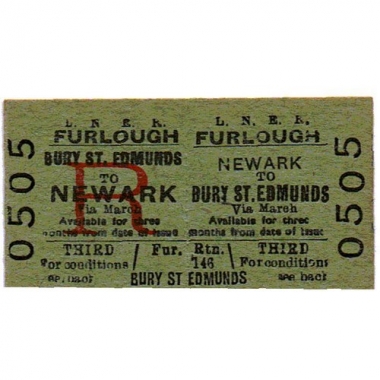 0505
L. N. E. R.
FURLOUGH
BURY ST. EDMUNDS
TO
NEWARK
Via March
Available for three
months from date of issue
THIRD
For conditions
see back
R
L. N. E. R.
FURLOUGH
NEWARK
TO
BURY ST. EDMUNDS
Via March
Available for three
months from date of issue
THIRD
For conditions
see back
Fur. Rtn.
146
BURY ST EDMUNDS
0505